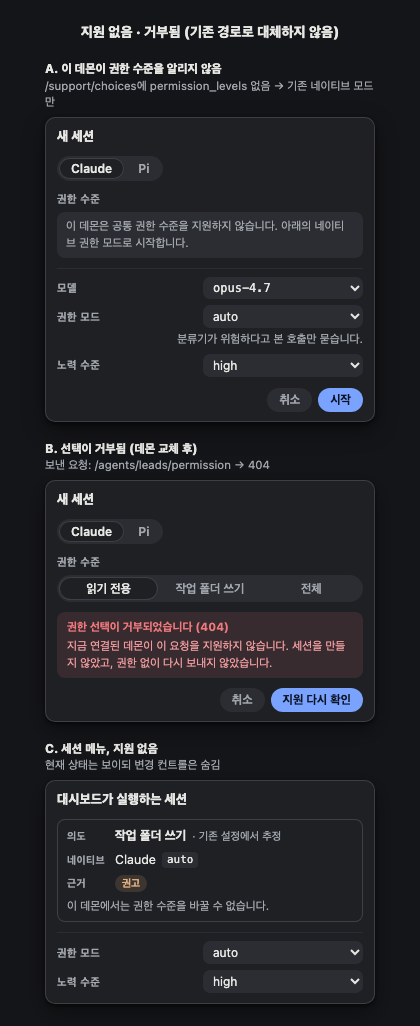 지원 없음 · 거부됨 (기존 경로로 대체하지 않음)
A. 이 데몬이 권한 수준을 알리지 않음
/support/choices에 permission_levels 없음 → 기존 네이티브 모드
만
새 세션
Claude Pi
권한 수준
이 데몬은 공통 권한 수준을 지원하지 않습니다. 아래의 네이티
브 권한 모드로 시작합니다.
모델 opus-4.7
권한 모드 auto
분류기가 위험하다고 본 호출만 묻습니다.
노력 수준 high
취소 시작
B. 선택이 거부됨 (데몬 교체 후)
보낸 요청: /agents/leads/permission → 404
새 세션
Claude Pi
권한 수준
읽기 전용 작업 폴더 쓰기 전체
권한 선택이 거부되었습니다 (404)
지금 연결된 데몬이 이 요청을 지원하지 않습니다. 세션을 만들
지 않았고, 권한 없이 다시 보내지 않았습니다.
취소 지원 다시 확인
C. 세션 메뉴, 지원 없음
현재 상태는 보이되 변경 컨트롤은 숨김
대시보드가 실행하는 세션
의도 작업 폴더 쓰기 · 기존 설정에서 추정
네이티브 Claude auto
근거 권고
이 데몬에서는 권한 수준을 바꿀 수 없습니다.
권한 모드 auto
노력 수준 high